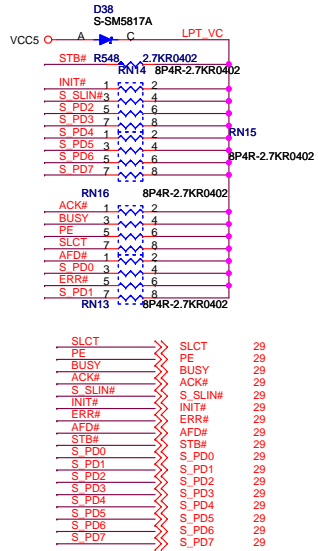 D38
S-SM5817A
VCC5 A C LPT_VC
STB# R548 2.7KR0402
RN14 8P4R-2.7KR0402
INIT# 1 2
S_SLIN# 3 4
S_PD2 5 6
S_PD3 7 8
S_PD4 1 2 RN15
S_PD5 3 4
S_PD6 5 6 8P4R-2.7KR0402
S_PD7 7 8
RN16 8P4R-2.7KR0402
ACK# 1 2
BUSY 3 4
PE 5 6
SLCT 7 8
AFD# 1 2
S_PD0 3 4
ERR# 5 6
S_PD1 7 8
RN13 8P4R-2.7KR0402
SLCT SLCT 29
PE PE 29
BUSY BUSY 29
ACK# ACK# 29
S_SLIN# S_SLIN# 29
INIT# INIT# 29
ERR# ERR# 29
AFD# AFD# 29
STB# STB# 29
S_PD0 S_PD0 29
S_PD1 S_PD1 29
S_PD2 S_PD2 29
S_PD3 S_PD3 29
S_PD4 S_PD4 29
S_PD5 S_PD5 29
S_PD6 S_PD6 29
S_PD7 S_PD7 29